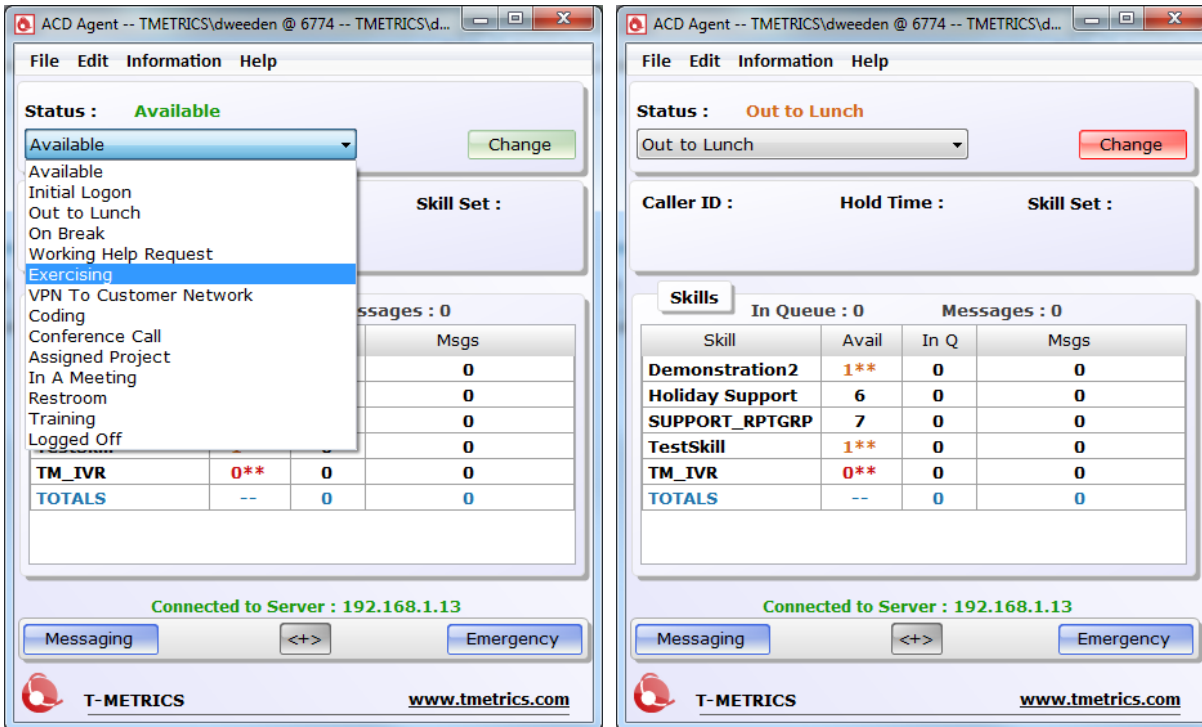 ACD Agent -- TMETRICS\dweeden @ 6774 -- TMETRICS\d...
File Edit Information Help
Status : Available
Available
Change
Available
Initial Logon
Out to Lunch
On Break
Working Help Request
Exercising
VPN To Customer Network
Coding
Conference Call
Assigned Project
In A Meeting
Restroom
Training
Logged Off
Skill Set :
ssages : 0
Msgs
0
0
0
0
TM_IVR 0** 0 0
TOTALS -- 0 0
Connected to Server : 192.168.1.13
Messaging <+> Emergency
T-METRICS www.tmetrics.com
ACD Agent -- TMETRICS\dweeden @ 6774 -- TMETRICS\d...
File Edit Information Help
Status : Out to Lunch
Out to Lunch
Change
Caller ID : Hold Time : Skill Set :
Skills
In Queue : 0 Messages : 0
Skill Avail In Q Msgs
Demonstration2 1** 0 0
Holiday Support 6 0 0
SUPPORT_RPTGRP 7 0 0
TestSkill 1** 0 0
TM_IVR 0** 0 0
TOTALS -- 0 0
Connected to Server : 192.168.1.13
Messaging <+> Emergency
T-METRICS www.tmetrics.com